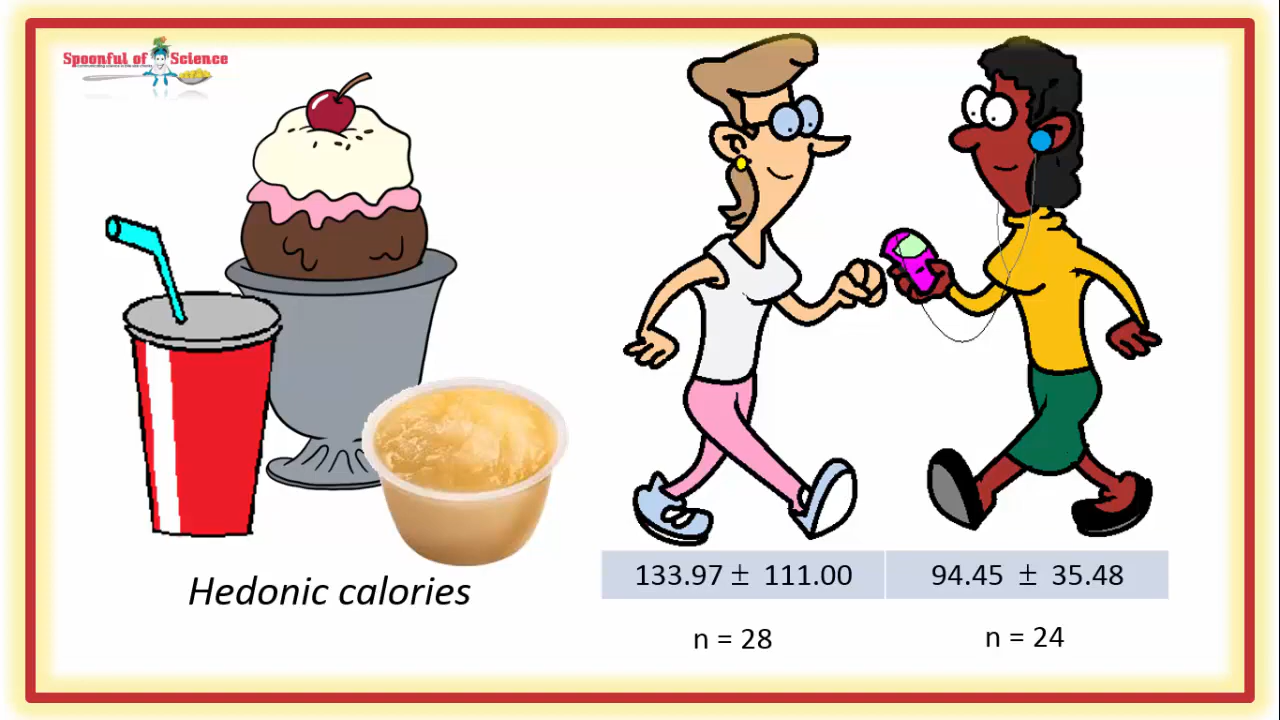 Spoonful of Science
Hedonic calories
133.97 ± 111.00
94.45 ± 35.48
n = 28
n = 24